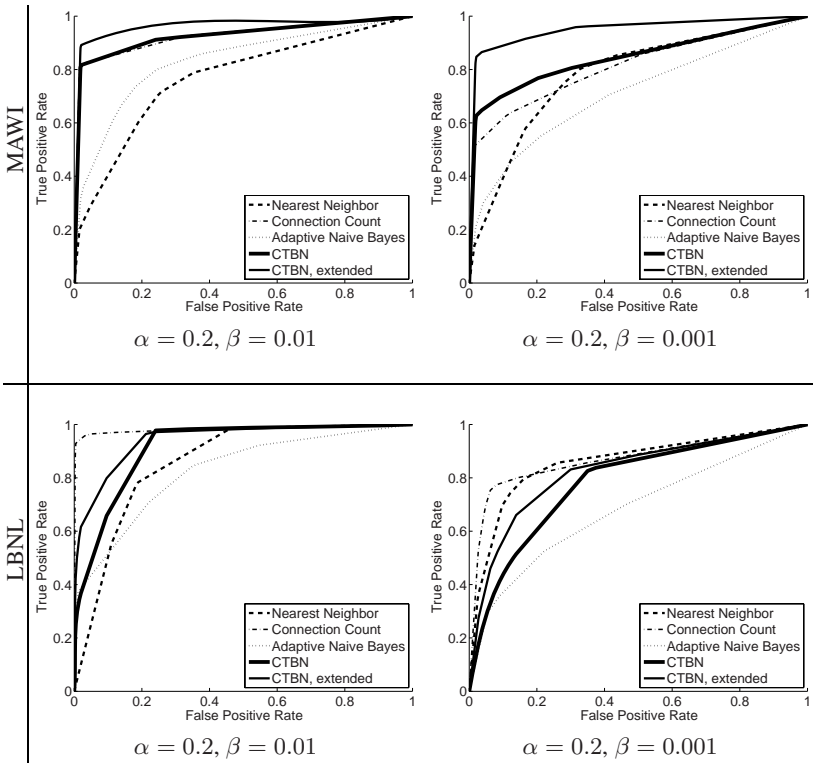 MAWI
True Positive Rate
1
0.8
0.6
0.4
0.2
0
0 0.2 0.4 0.6 0.8 1
False Positive Rate
Nearest Neighbor
Connection Count
Adaptive Naive Bayes
CTBN
CTBN, extended
α = 0.2, β = 0.01
True Positive Rate
1
0.8
0.6
0.4
0.2
0
0 0.2 0.4 0.6 0.8 1
False Positive Rate
Nearest Neighbor
Connection Count
Adaptive Naive Bayes
CTBN
CTBN, extended
α = 0.2, β = 0.001
LBNL
True Positive Rate
1
0.8
0.6
0.4
0.2
0
0 0.2 0.4 0.6 0.8 1
False Positive Rate
Nearest Neighbor
Connection Count
Adaptive Naive Bayes
CTBN
CTBN, extended
α = 0.2, β = 0.01
True Positive Rate
1
0.8
0.6
0.4
0.2
0
0 0.2 0.4 0.6 0.8 1
False Positive Rate
Nearest Neighbor
Connection Count
Adaptive Naive Bayes
CTBN
CTBN, extended
α = 0.2, β = 0.001